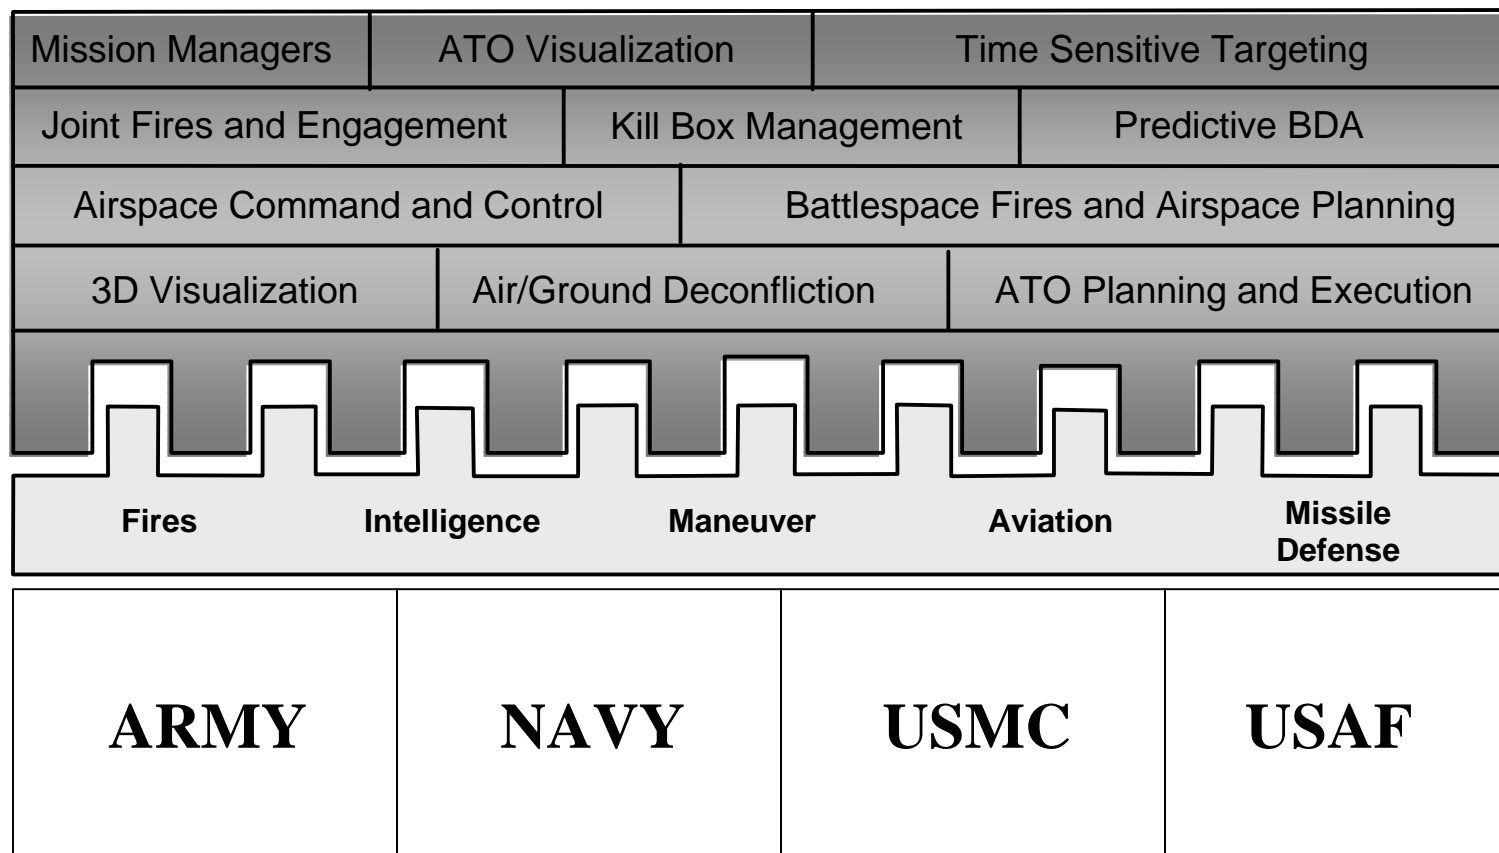 Mission Managers ATO Visualization Time Sensitive Targeting
Joint Fires and Engagement Kill Box Management Predictive BDA
Airspace Command and Control Battlespace Fires and Airspace Planning
3D Visualization Air/Ground Deconfliction ATO Planning and Execution
Fires Intelligence Maneuver Aviation Missile
Defense
ARMY NAVY USMC USAF